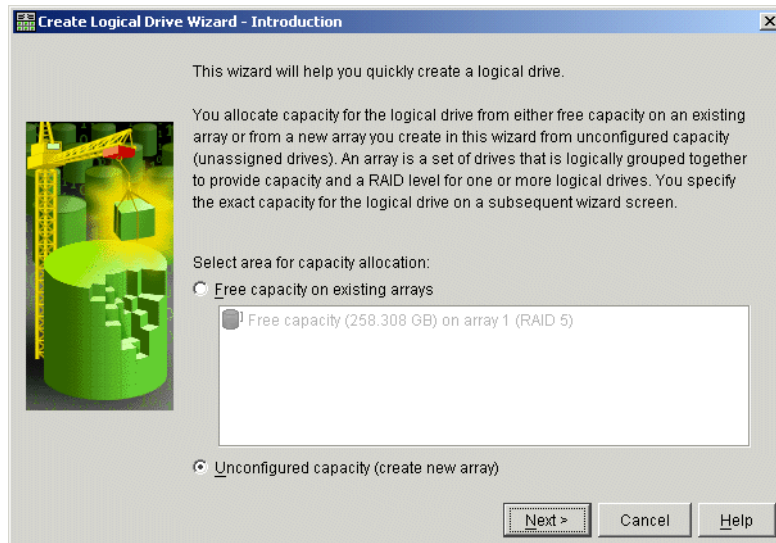 Create Logical Drive Wizard - Introduction
This wizard will help you quickly create a logical drive.
You allocate capacity for the logical drive from either free capacity on an existing
array or from a new array you create in this wizard from unconfigured capacity
(unassigned drives). An array is a set of drives that is logically grouped together
to provide capacity and a RAID level for one or more logical drives. You specify
the exact capacity for the logical drive on a subsequent wizard screen.
Select area for capacity allocation:
Free capacity on existing arrays
Free capacity (258.308 GB) on array 1 (RAID 5)
Unconfigured capacity (create new array)
Next > Cancel Help